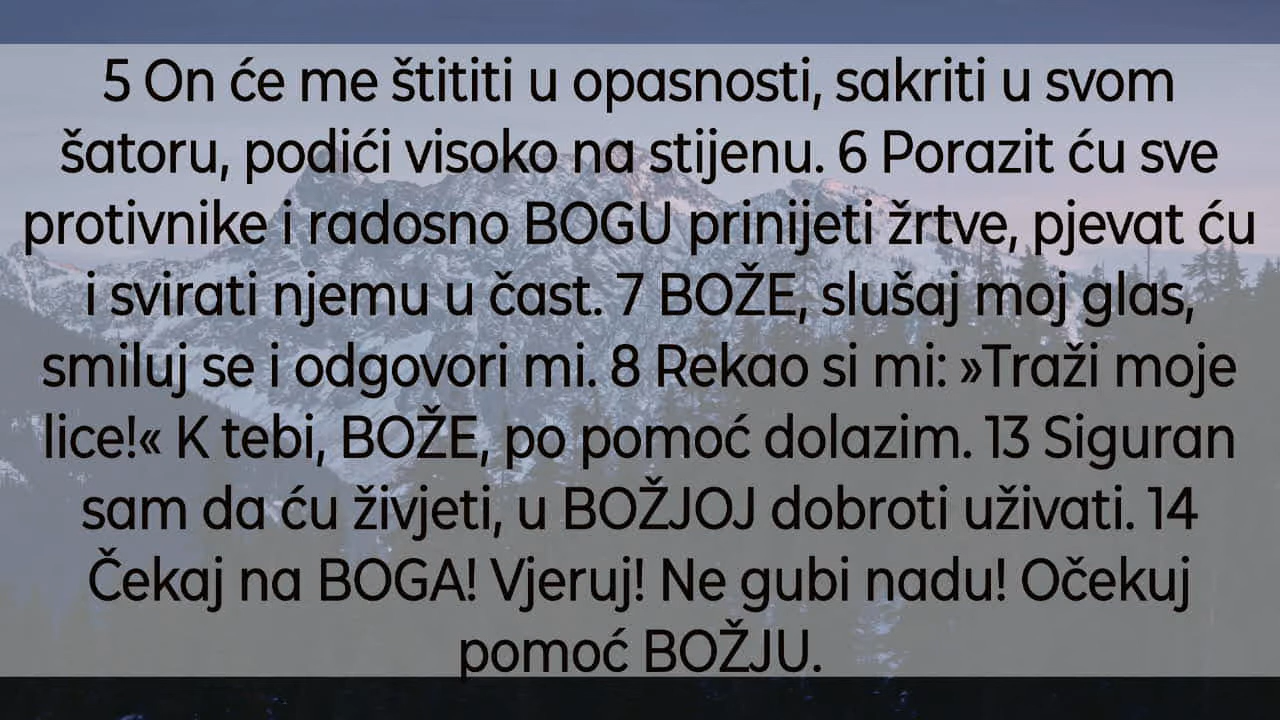 5 On će me štititi u opasnosti, sakriti u svom
šatoru, podići visoko na stijenu. 6 Porazit ću sve
protivnike i radosno BOGU prinijeti žrtve, pjevat ću
i svirati njemu u čast. 7 BOŽE, slušaj moj glas,
smiluj se i odgovori mi. 8 Rekao si mi: »Traži moje
lice!« K tebi, BOŽE, po pomoć dolazim. 13 Siguran
sam da ću živjeti, u BOŽJOJ dobroti uživati. 14
Čekaj na BOGA! Vjeruj! Ne gubi nadu! Očekuj
pomoć BOŽJU.